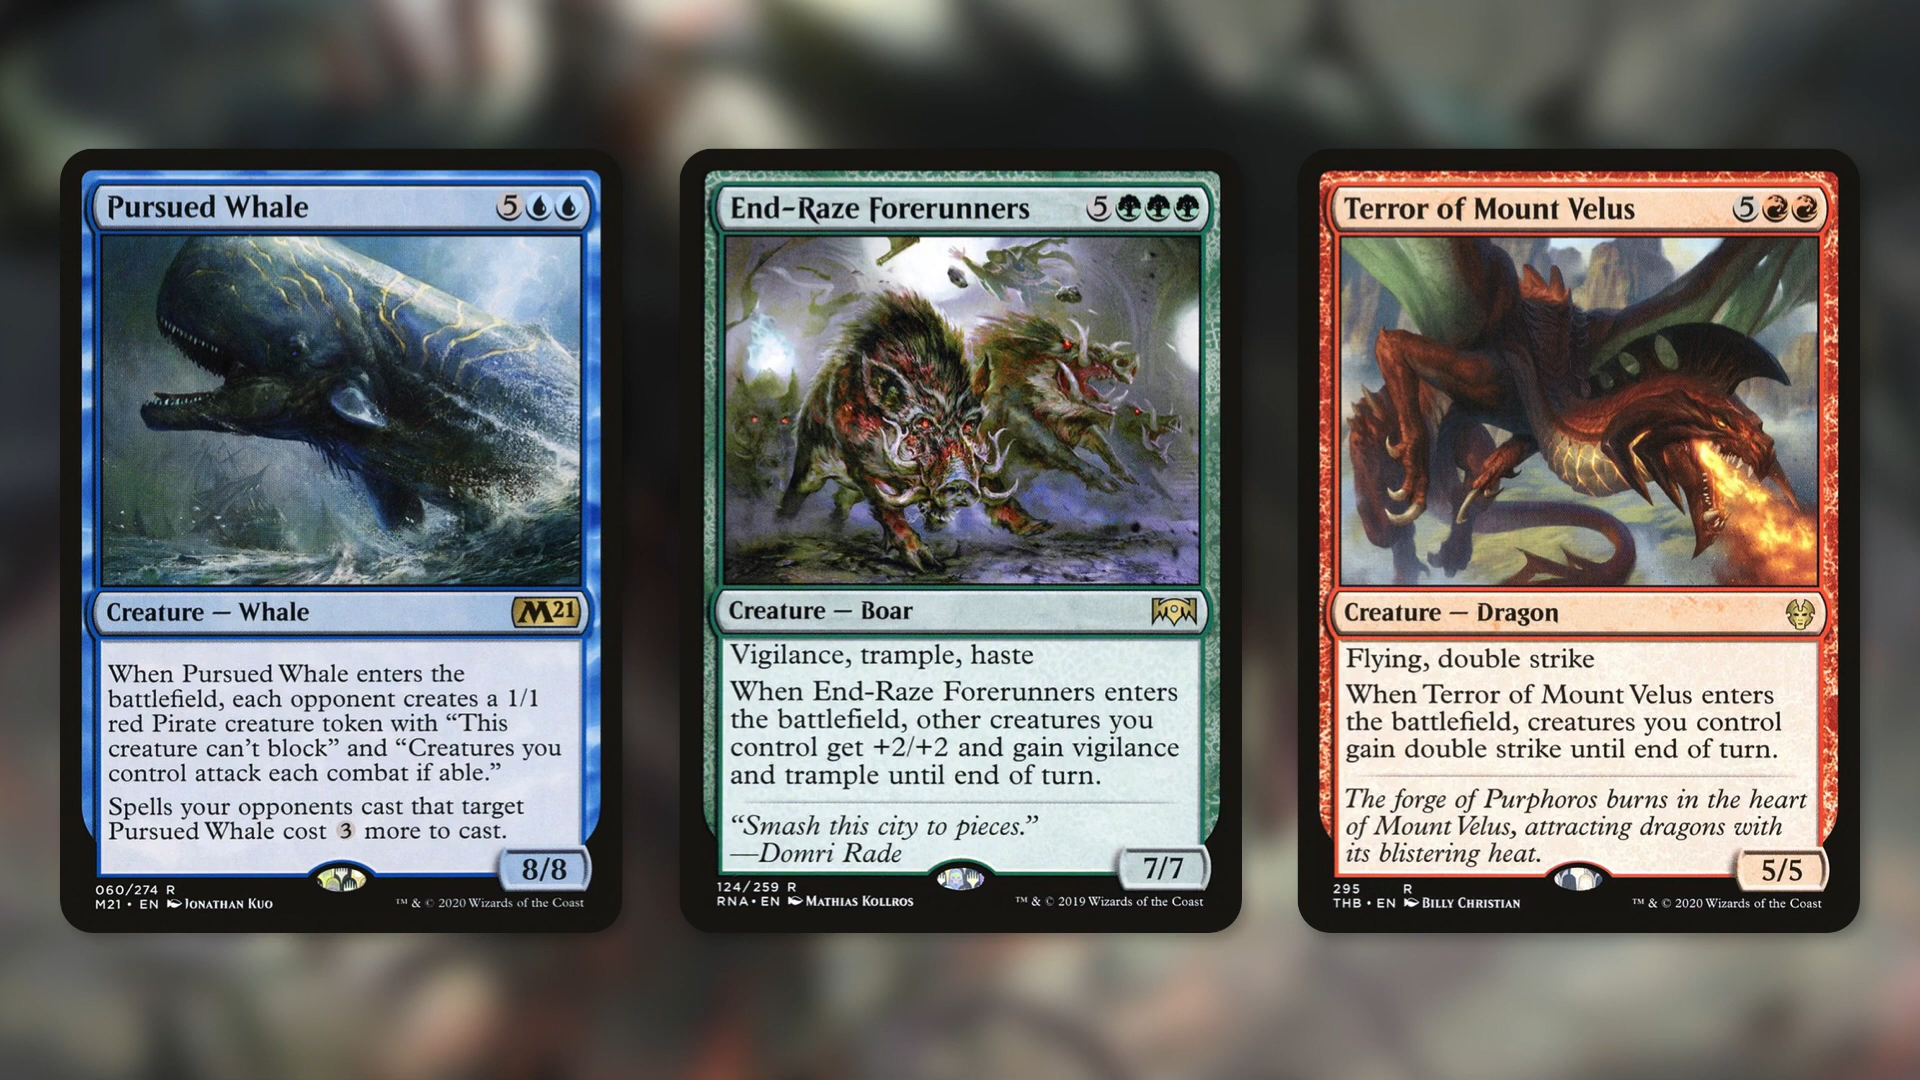 Pursued Whale 5
Creature — Whale M21
When Pursued Whale enters the
battlefield, each opponent creates a 1/1
red Pirate creature token with “This
creature can’t block” and “Creatures you
control attack each combat if able.”
Spells your opponents cast that target
Pursued Whale cost 3 more to cast.
8/8
060/274 R
M21 • EN Jonathan Kuo ™ & © 2020 Wizards of the Coast
End-Raze Forerunners 5
Creature — Boar
Vigilance, trample, haste
When End-Raze Forerunners enters
the battlefield, other creatures you
control get +2/+2 and gain vigilance
and trample until end of turn.
“Smash this city to pieces.”
—Domri Rade
7/7
124/259 R
RNA • EN Mathias Kollros ™ & © 2019 Wizards of the Coast
Terror of Mount Velus 5
Creature — Dragon
Flying, double strike
When Terror of Mount Velus enters
the battlefield, creatures you control
gain double strike until end of turn.
The forge of Purphoros burns in the heart
of Mount Velus, attracting dragons with
its blistering heat.
5/5
295 R
THB • EN Billy Christian ™ & © 2020 Wizards of the Coast